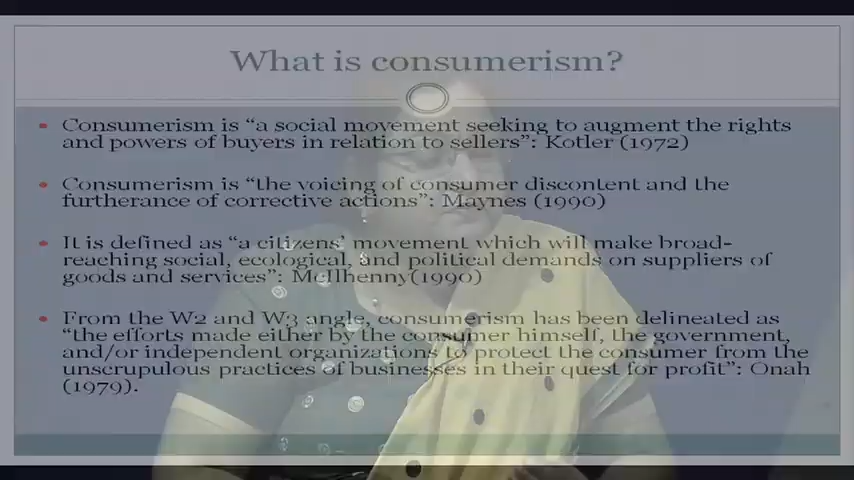 What is consumerism?
Consumerism is “a social movement seeking to augment the rights
and powers of buyers in relation to sellers”: Kotler (1972)
Consumerism is “the voicing of consumer discontent and the
furtherance of corrective actions”: Maynes (1990)
It is defined as “a citizens’ movement which will make broad-
reaching social, ecological, and political demands on suppliers of
goods and services”: McIlhenny(1990)
From the W2 and W3 angle, consumerism has been delineated as
“the efforts made either by the consumer himself, the government,
and/or independent organizations to protect the consumer from the
unscrupulous practices of businesses in their quest for profit”: Onah
(1979).